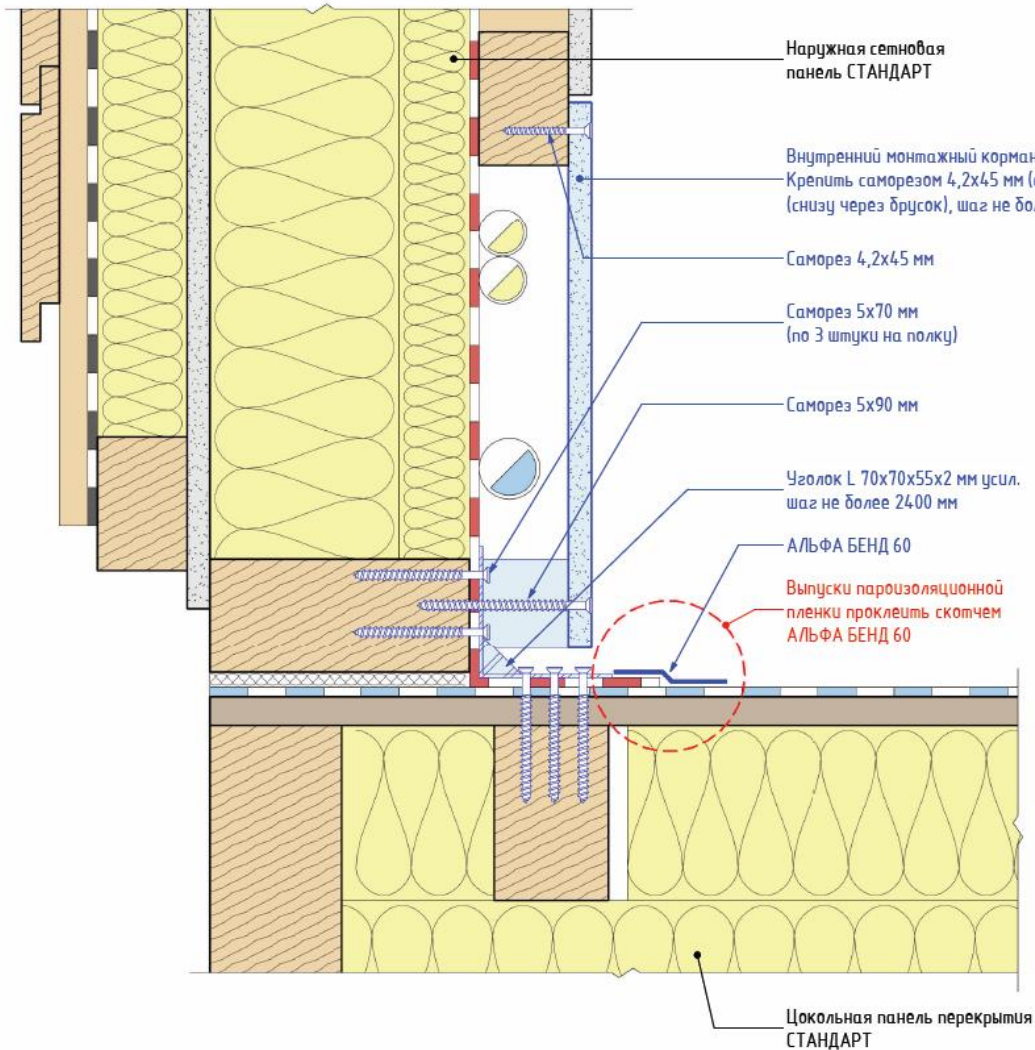 Наружная сетновая
панель СТАНДАРТ
Внутренний монтажный корман
Крепить саморезом 4,2х45 мм (
(снизу через брусок), шаг не бол
Саморез 4,2х45 мм
Саморез 5х70 мм
(по 3 штуки на полку)
Саморез 5х90 мм
Уголок L 70х70х55х2 мм усил.
шаг не более 2400 мм
АЛЬФА БЕНД 60
Выпуски пароизоляционной
пленки проклеить скотчем
АЛЬФА БЕНД 60
Цокольная панель перекрытия
СТАНДАРТ